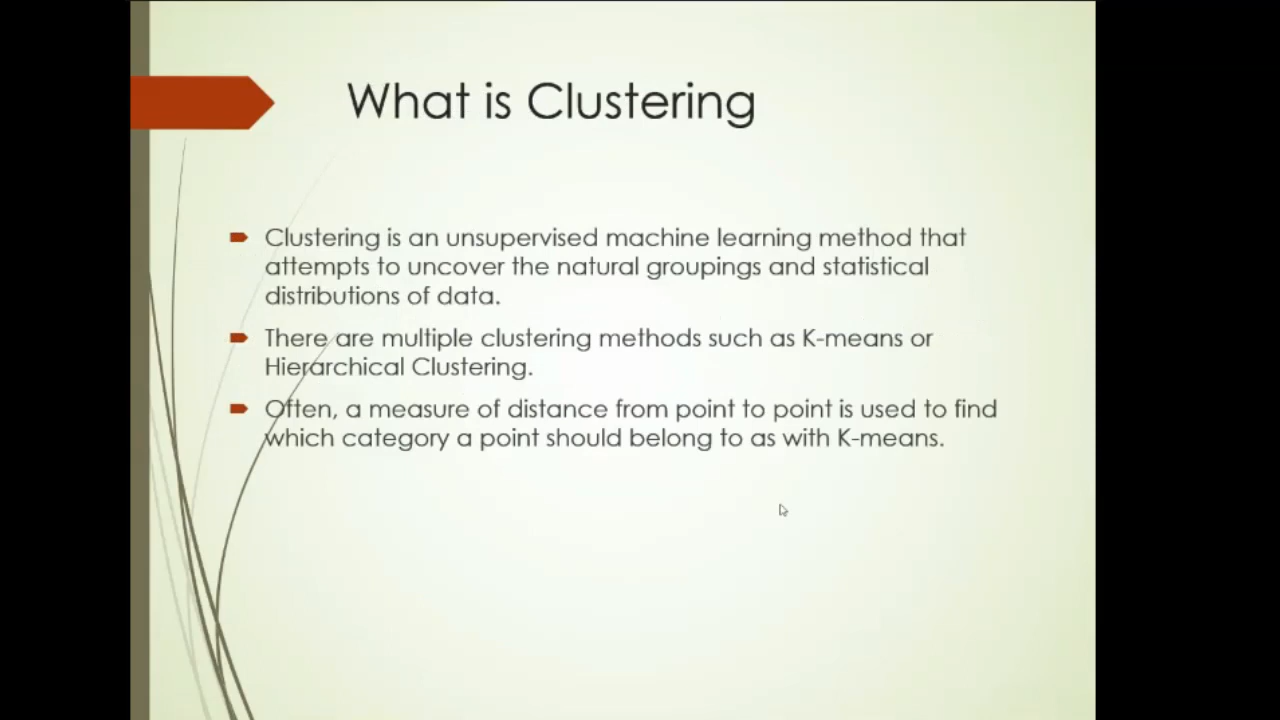 What is Clustering
Clustering is an unsupervised machine learning method that
attempts to uncover the natural groupings and statistical
distributions of data.
There are multiple clustering methods such as K-means or
Hierarchical Clustering.
Often, a measure of distance from point to point is used to find
which category a point should belong to as with K-means.